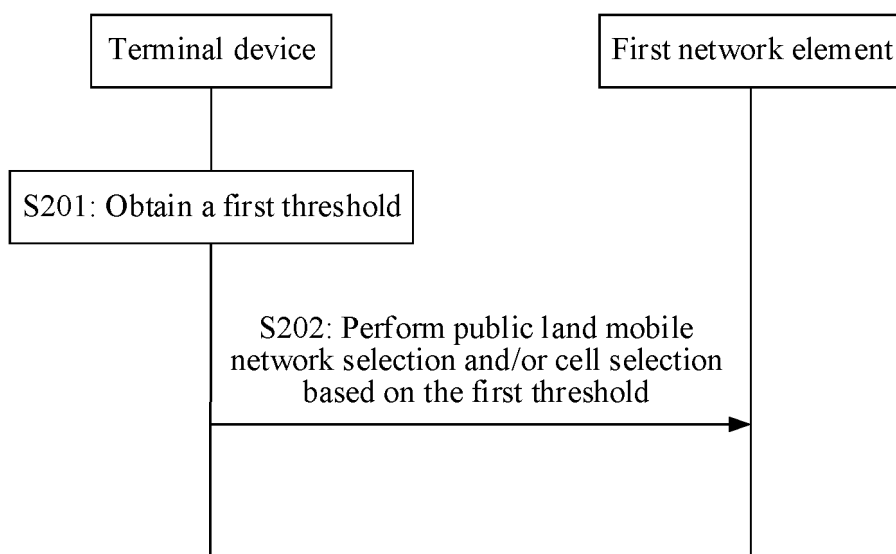 Terminal device
First network element
S201: Obtain a first threshold
S202: Perform public land mobile
network selection and/or cell selection
based on the first threshold